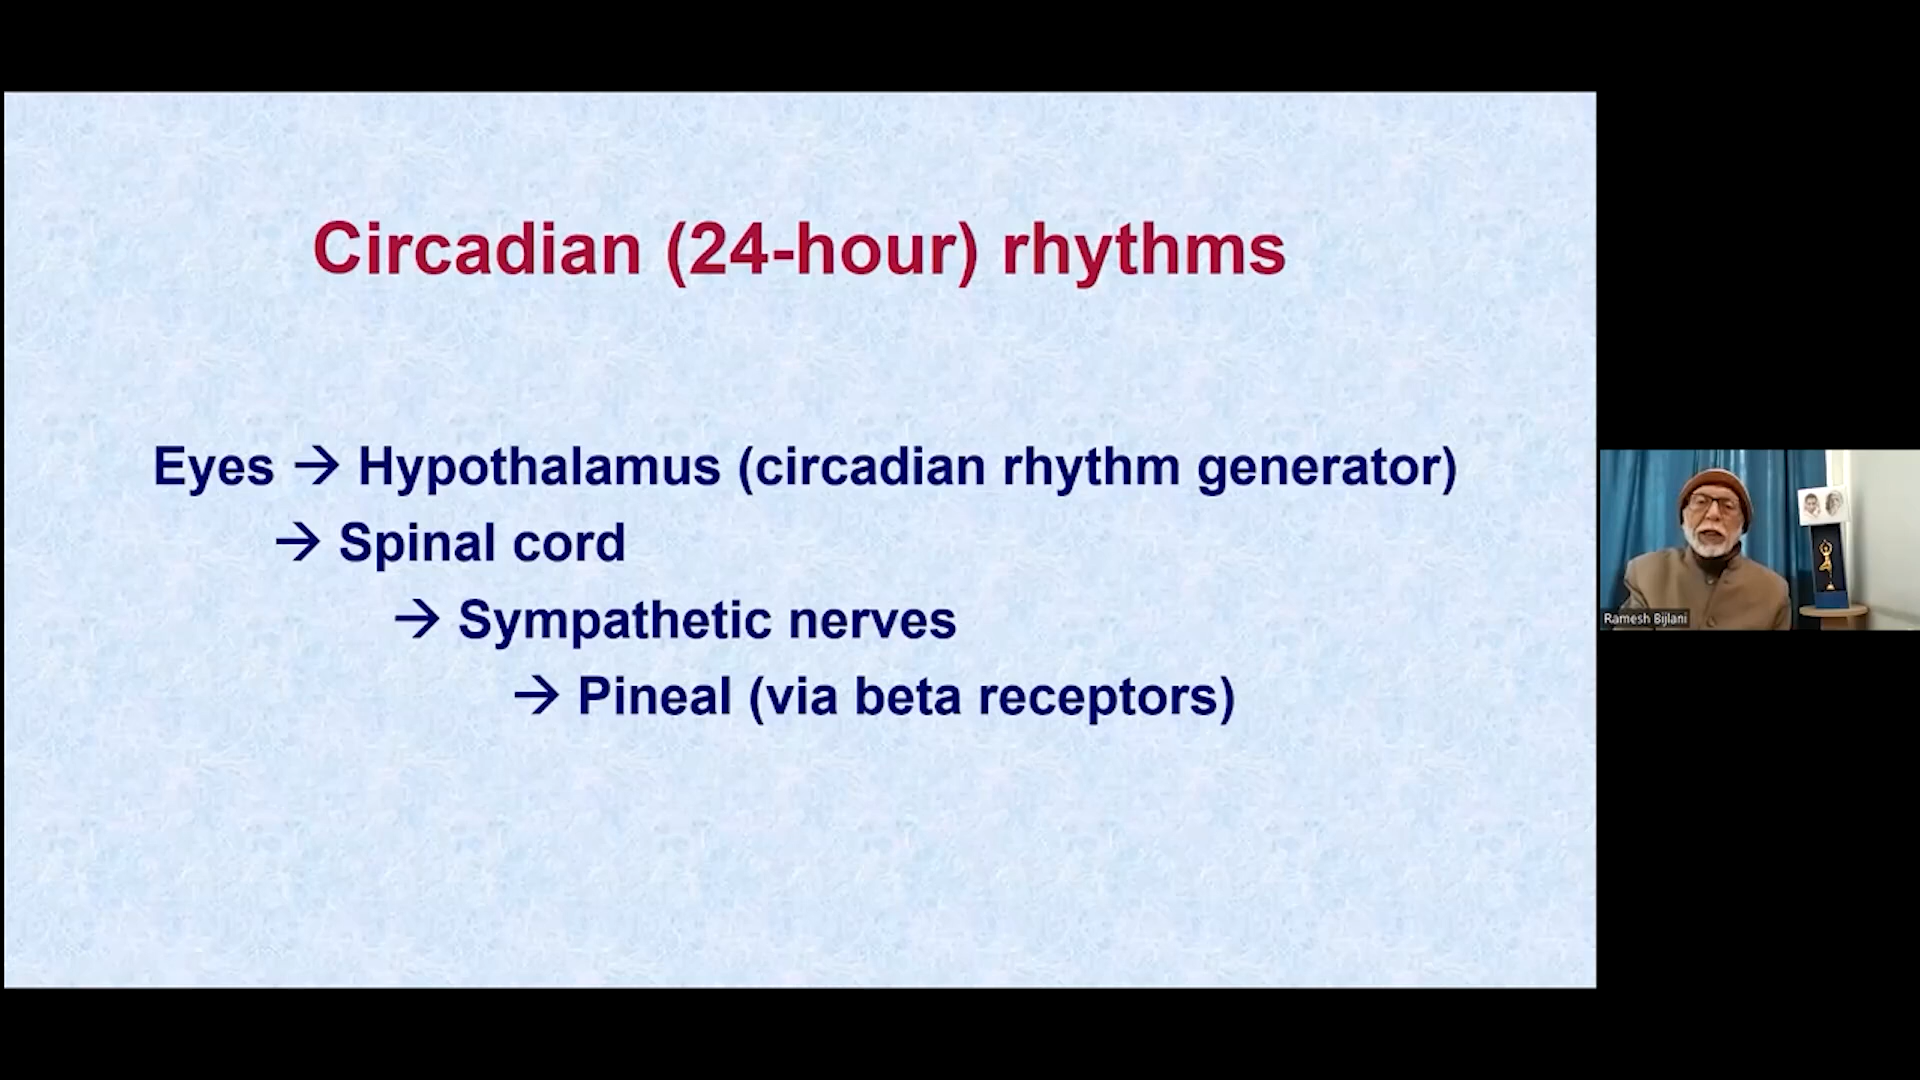 Circadian (24-hour) rhythms
Eyes → Hypothalamus (circadian rhythm generator)
→ Spinal cord
→ Sympathetic nerves
→ Pineal (via beta receptors)
Ramesh Bijlani